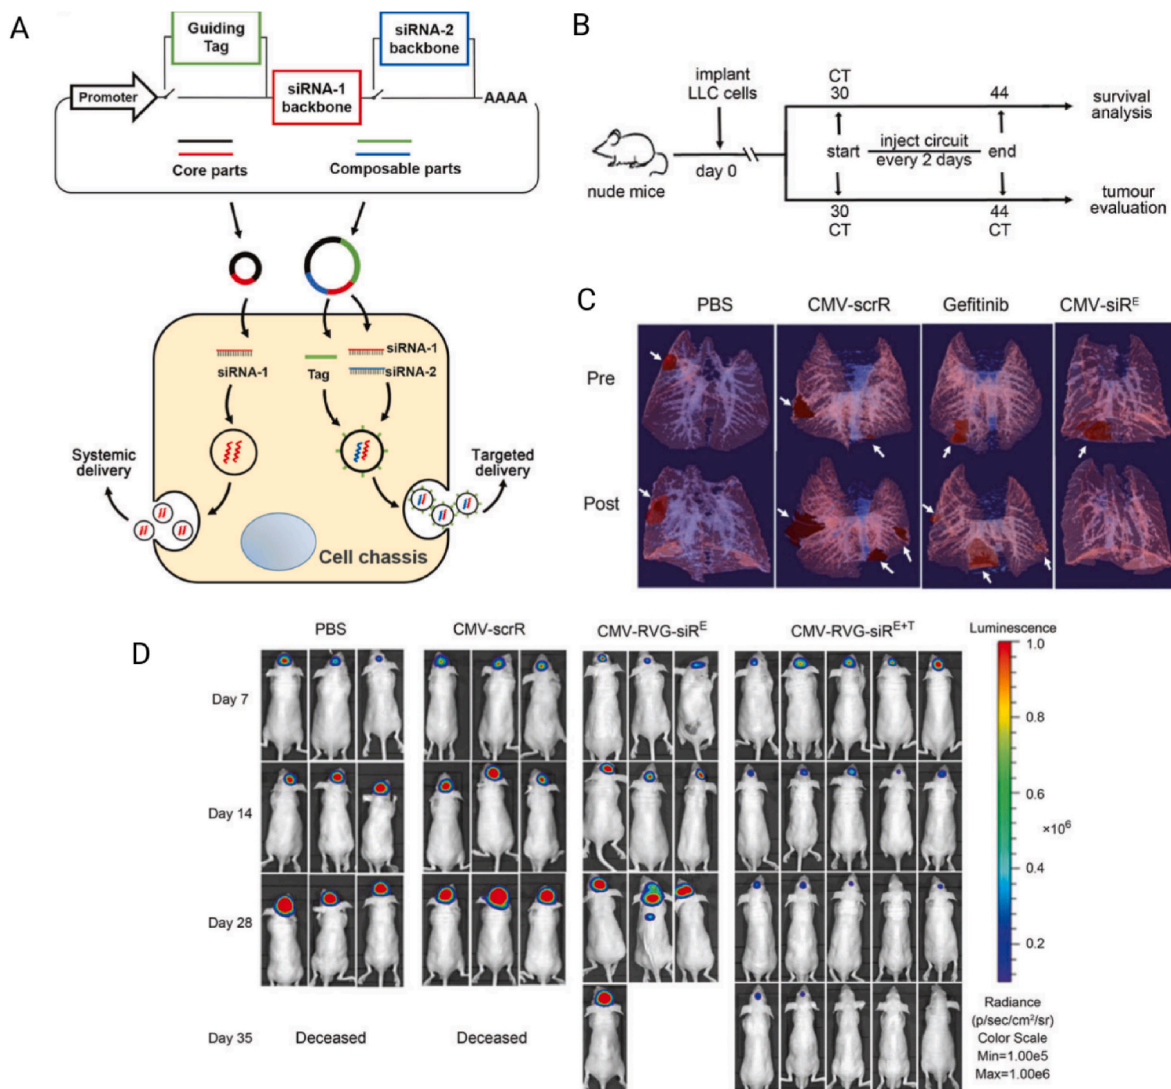 A
Guiding
Tag
siRNA-2
backbone
Promoter
siRNA-1
backbone
AAAA
Core parts
Composable parts
siRNA-1
Tag
siRNA-1
siRNA-2
Systemic
delivery
Targeted
delivery
Cell chassis
B
implant
LLC cells
CT
30
44
survival
analysis
nude mice
day 0
start
inject circuit
every 2 days
end
30
CT
44
CT
tumour
evaluation
C
PBS
CMV-scrR
Gefitinib
CMV-siRᴱ
Pre
Post
D
PBS
CMV-scrR
CMV-RVG-siRᴱ
CMV-RVG-siRᴱ⁺ᵀ
Luminescence
Day 7
Day 14
Day 28
Day 35
Deceased
Deceased
1.0
0.8
0.6
×10⁶
0.4
0.2
Radiance
(p/sec/cm²/sr)
Color Scale
Min=1.00e5
Max=1.00e6